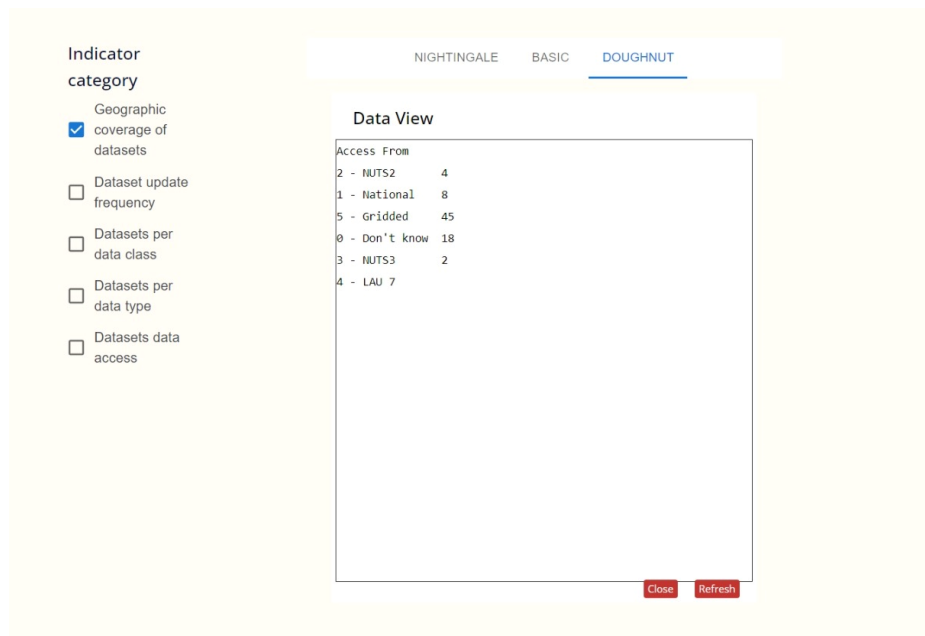 Indicator
category
Geographic
coverage of
datasets
Dataset update
frequency
Datasets per
data class
Datasets per
data type
Datasets data
access
NIGHTINGALE BASIC DOUGHNUT
Data View
Access From
2 - NUTS2 4
1 - National 8
5 - Gridded 45
0 - Don't know 18
3 - NUTS3 2
4 - LAU 7
Close Refresh